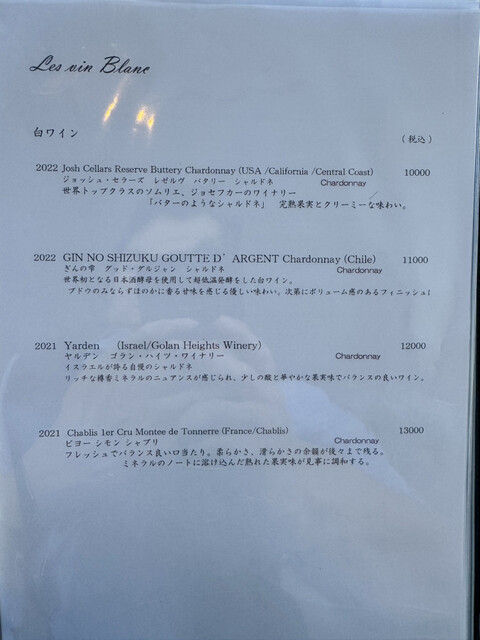 Les vin Blanc
白ワイン
(税込)
2022 Josh Cellars Reserve Buttery Chardonnay (USA /California /Central Coast) 10000
ジョッシュ・セラーズ レゼルヴ バタリー シャルドネ Chardonnay
世界トップクラスのソムリエ、ジョセフカーのワイナリー
「バターのようなシャルドネ」 完熟果実とクリーミーな味わい。
2022 GIN NO SHIZUKU GOUTTE D' ARGENT Chardonnay (Chile) 11000
ぎんの雫 グッド・ダルジャン シャルドネ Chardonnay
世界初となる日本酒酵母を使用して超低温発酵をした白ワイン。
ブドウのみならずほのかに香る甘味を感じる優しい味わい。次第にボリューム感のあるフィニッシュ
2021 Yarden (Israel/Golan Heights Winery) 12000
ヤルデン ゴラン・ハイツ・ワイナリー Chardonnay
イスラエルが誇る自慢のシャルドネ
リッチな樽香ミネラルのニュアンスが感じられ、少しの酸と華やかな果実味でバランスの良いワイン。
2021 Chablis 1er Cru Montee de Tonnerre (France/Chablis) 13000
ビヨー シモン シャブリ Chardonnay
フレッシュでバランス良い口当たり。柔らかさ、滑らかさの余韻が後々まで残る。
ミネラルのノートに溶け込んだ熟れた果実味が見事に調和する。